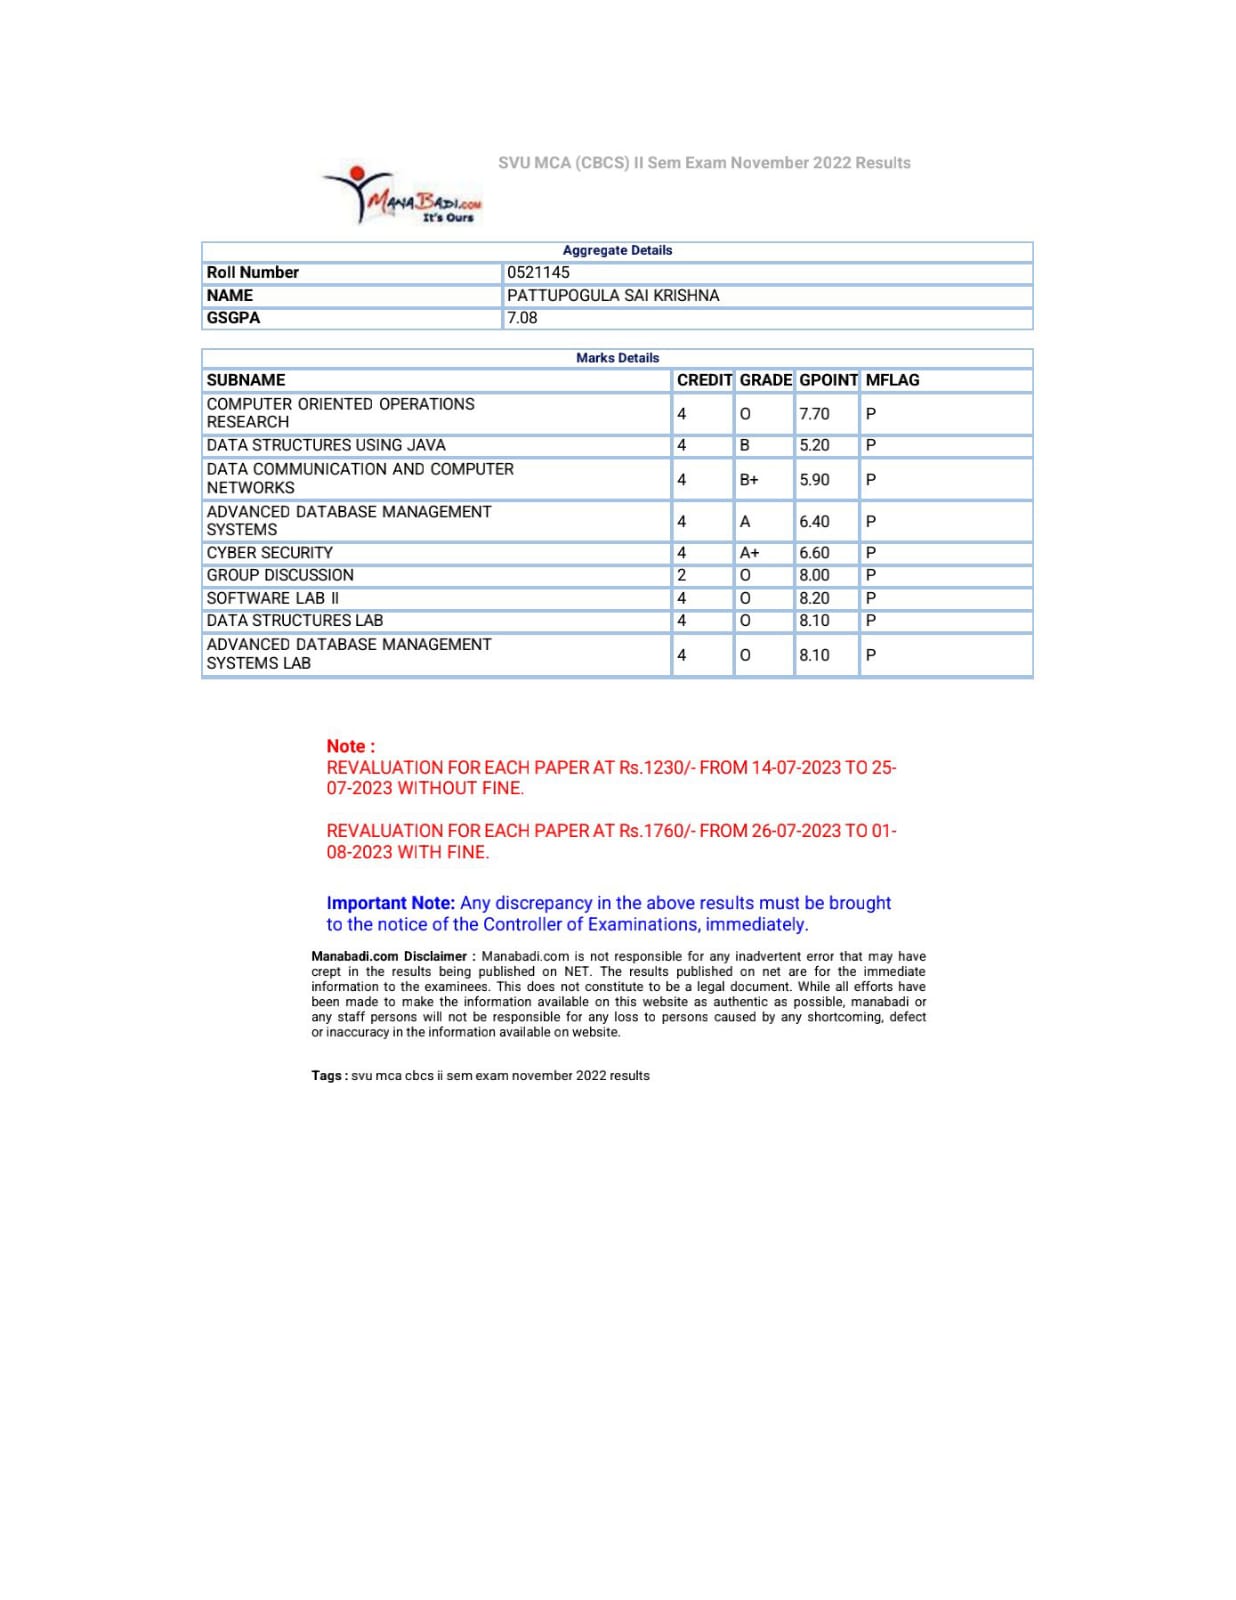 SVU MCA (CBCS) II Sem Exam November 2022 Results
MANABADI.COM
It's Ours
Aggregate Details
Roll Number 0521145
NAME PATTUPOGULA SAI KRISHNA
GSGPA 7.08
Marks Details
SUBNAME CREDIT GRADE GPOINT MFLAG
COMPUTER ORIENTED OPERATIONS
RESEARCH 4 O 7.70 P
DATA STRUCTURES USING JAVA 4 B 5.20 P
DATA COMMUNICATION AND COMPUTER
NETWORKS 4 B+ 5.90 P
ADVANCED DATABASE MANAGEMENT
SYSTEMS 4 A 6.40 P
CYBER SECURITY 4 A+ 6.60 P
GROUP DISCUSSION 2 O 8.00 P
SOFTWARE LAB II 4 O 8.20 P
DATA STRUCTURES LAB 4 O 8.10 P
ADVANCED DATABASE MANAGEMENT
SYSTEMS LAB 4 O 8.10 P
Note :
REVALUATION FOR EACH PAPER AT Rs.1230/- FROM 14-07-2023 TO 25-
07-2023 WITHOUT FINE.
REVALUATION FOR EACH PAPER AT Rs.1760/- FROM 26-07-2023 TO 01-
08-2023 WITH FINE.
Important Note: Any discrepancy in the above results must be brought
to the notice of the Controller of Examinations, immediately.
Manabadi.com Disclaimer : Manabadi.com is not responsible for any inadvertent error that may have
crept in the results being published on NET. The results published on net are for the immediate
information to the examinees. This does not constitute to be a legal document. While all efforts have
been made to make the information available on this website as authentic as possible, manabadi or
any staff persons will not be responsible for any loss to persons caused by any shortcoming, defect
or inaccuracy in the information available on website.
Tags : svu mca cbcs ii sem exam november 2022 results